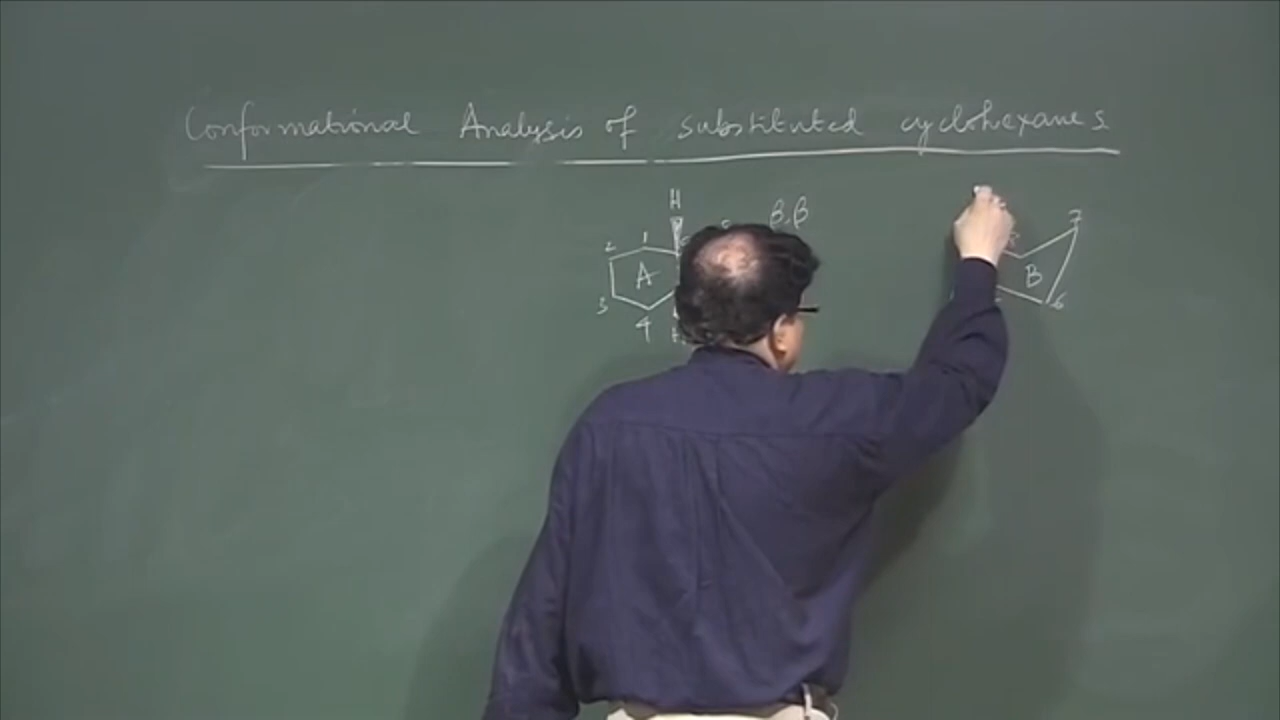 Conformational Analysis of substituted cyclohexanes
H
β,β
7
2 1
A B
3
4
6